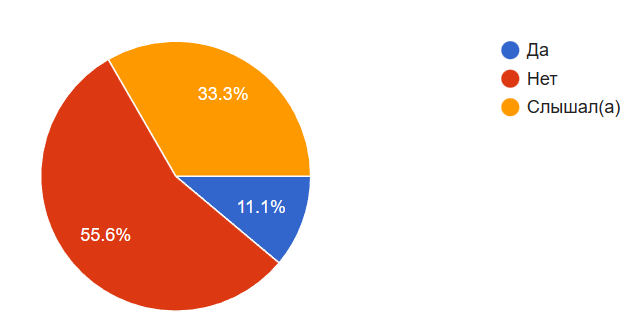 Да
Нет
Слышал(а)
33.3%
11.1%
55.6%